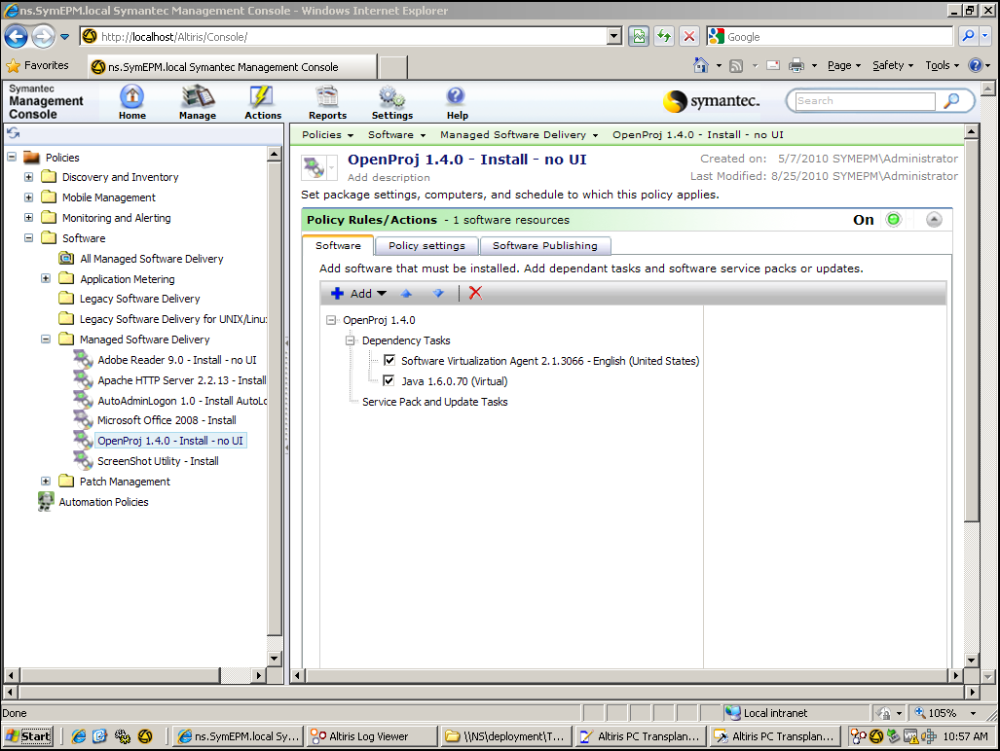 ns.SymEPM.local Symantec Management Console - Windows Internet Explorer
http://localhost/Altiris/Console/
Google
Favorites
ns.SymEPM.local Symantec Management Console
Page
Safety
Tools
Symantec
Management
Console
Home
Manage
Actions
Reports
Settings
Help
symantec.
Search
Policies
Discovery and Inventory
Mobile Management
Monitoring and Alerting
Software
All Managed Software Delivery
Application Metering
Legacy Software Delivery
Legacy Software Delivery for UNIX/Linu
Managed Software Delivery
Adobe Reader 9.0 - Install - no UI
Apache HTTP Server 2.2.13 - Install
AutoAdminLogon 1.0 - Install AutoLo
Microsoft Office 2008 - Install
OpenProj 1.4.0 - Install - no UI
ScreenShot Utility - Install
Patch Management
Automation Policies
Policies Software Managed Software Delivery OpenProj 1.4.0 - Install - no UI
OpenProj 1.4.0 - Install - no UI
Add description
Created on: 5/7/2010 SYMEPM\Administrator
Last Modified: 8/25/2010 SYMEPM\Administrator
Set package settings, computers, and schedule to which this policy applies.
Policy Rules/Actions - 1 software resources
On
Software
Policy settings
Software Publishing
Add software that must be installed. Add dependant tasks and software service packs or updates.
Add
OpenProj 1.4.0
Dependency Tasks
Software Virtualization Agent 2.1.3066 - English (United States)
Java 1.6.0.70 (Virtual)
Service Pack and Update Tasks
Done
Local intranet
105%
Start
ns.SymEPM.local Sy...
Altiris Log Viewer
\\NS\deployment\T...
Altiris PC Transplan...
Altiris PC Transplan...
10:57 AM